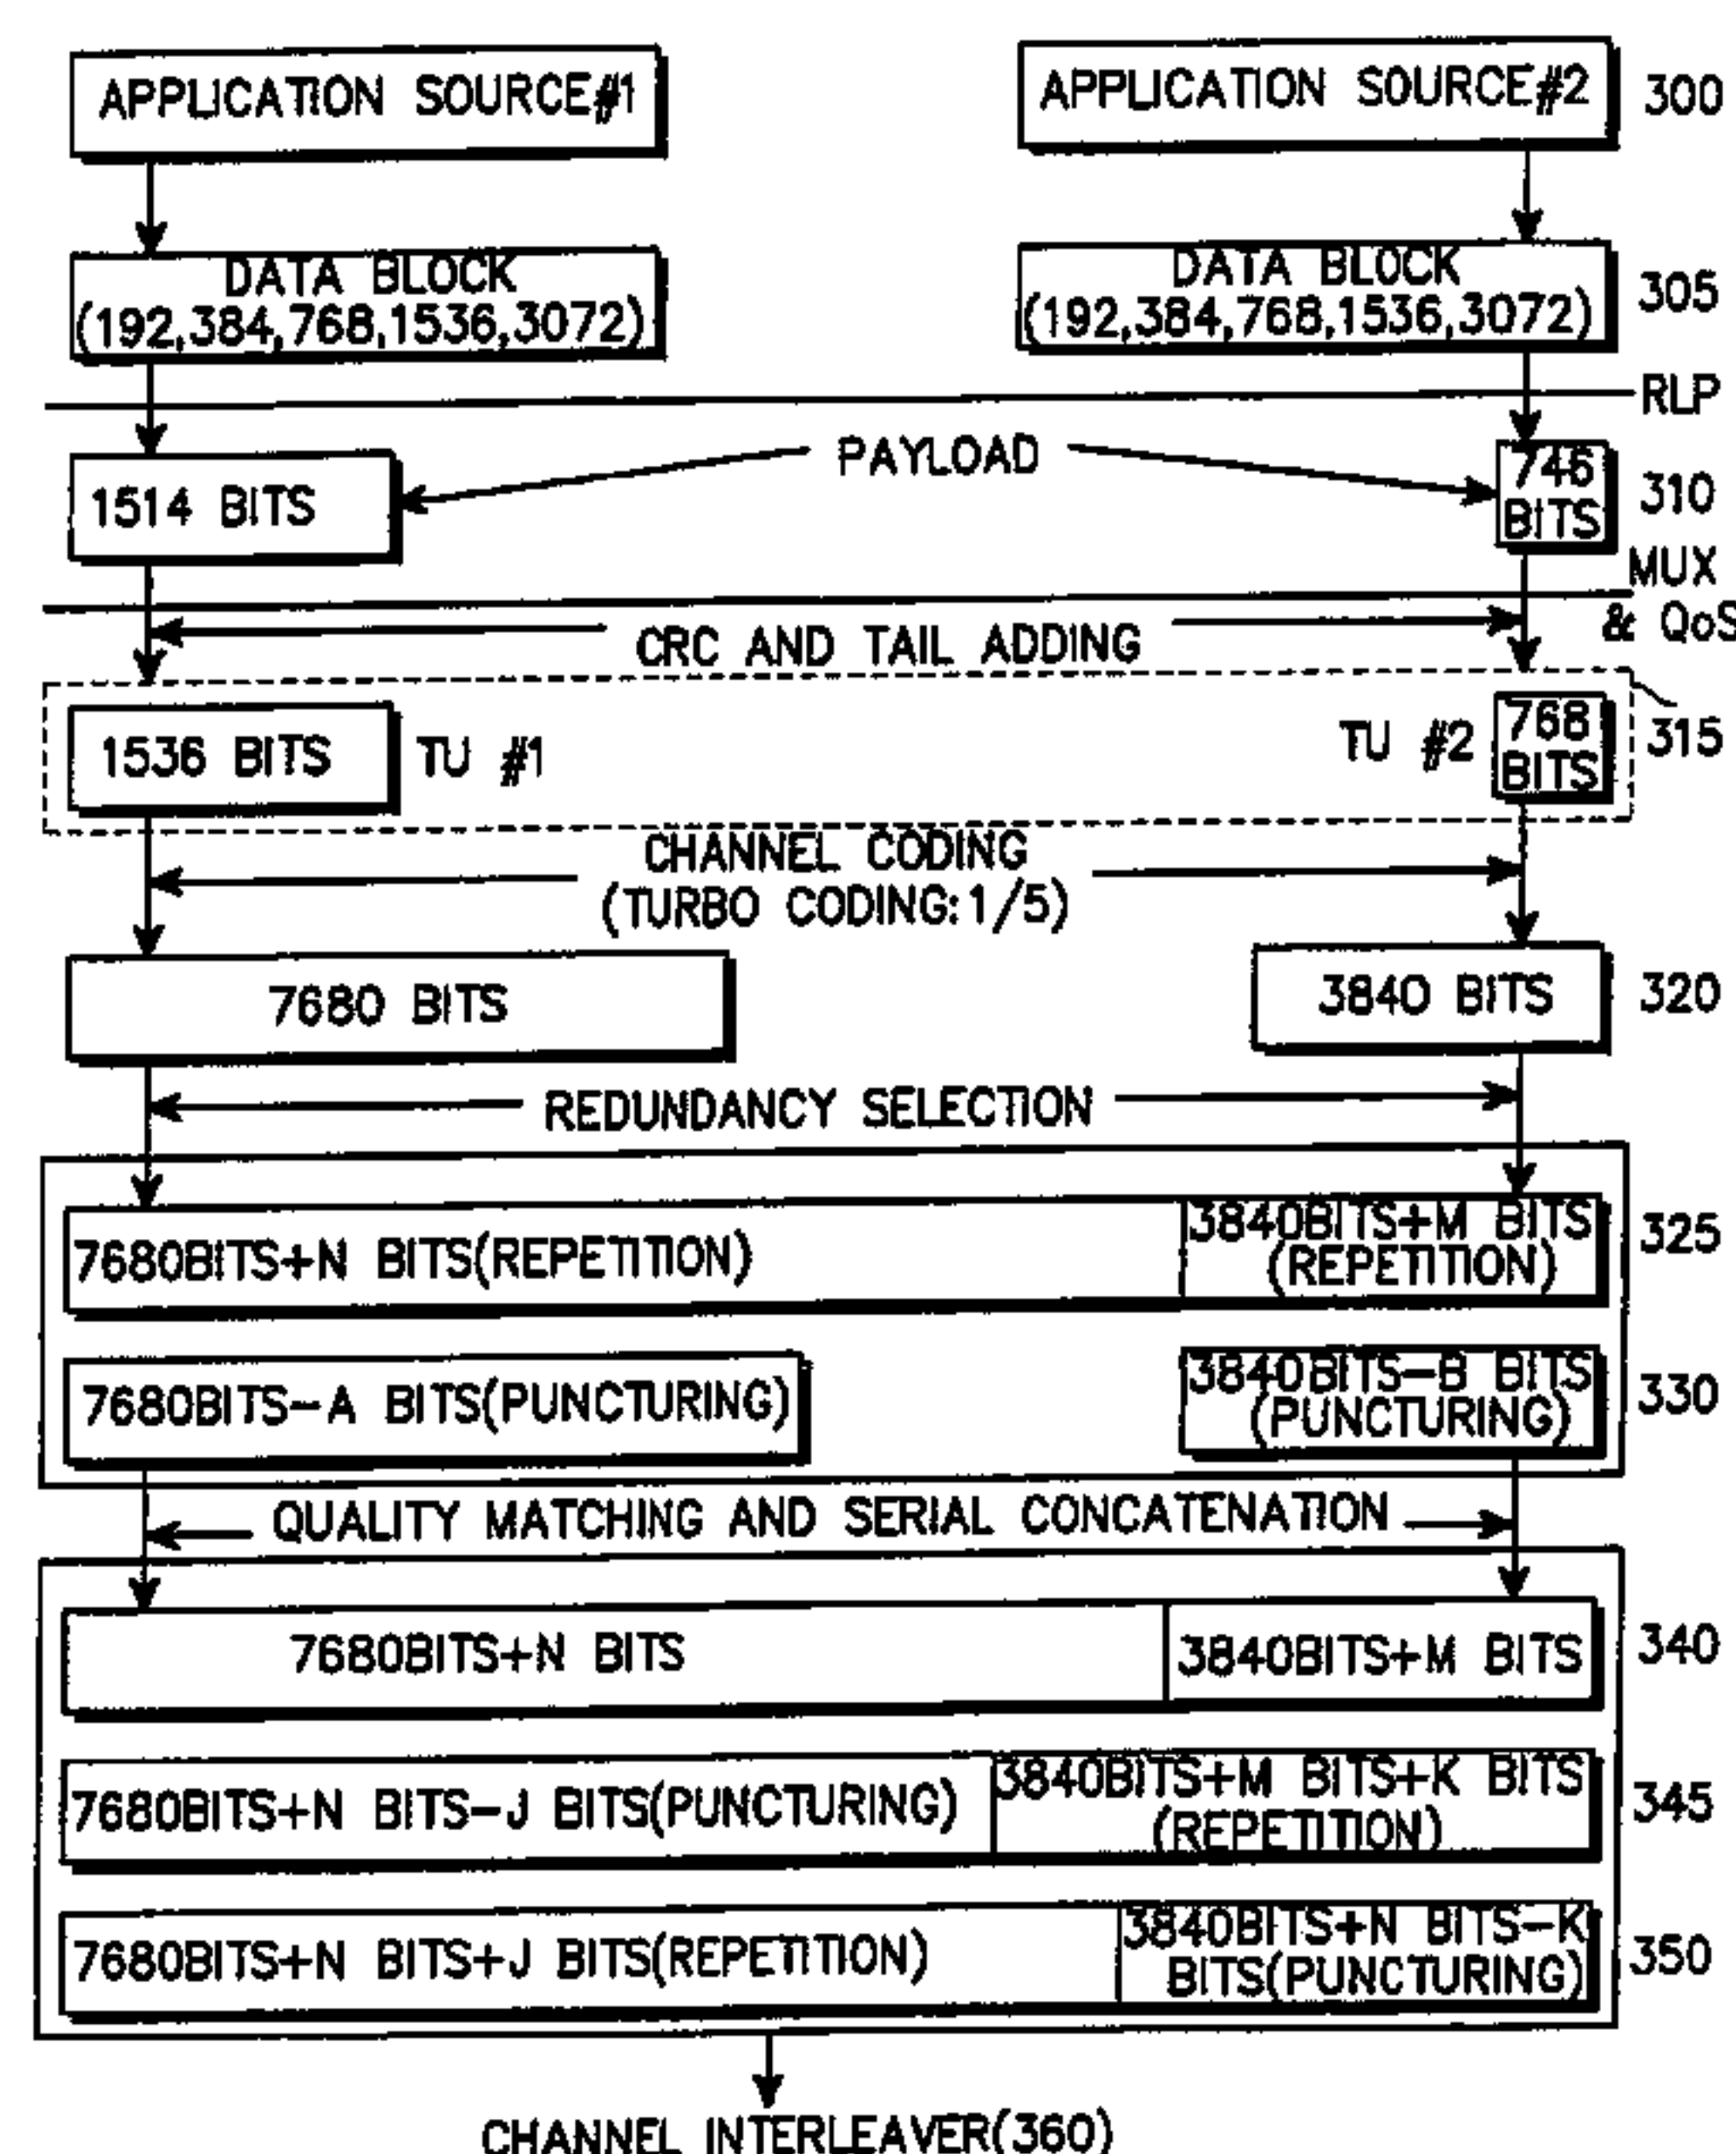 APPLICATION SOURCE#1
APPLICATION SOURCE#2
300
DATA BLOCK
(192,384,768,1536,3072)
DATA BLOCK
(192,384,768,1536,3072)
305
RLP
1514 BITS
PAYLOAD
746
BITS
310
MUX
& QoS
CRC AND TAIL ADDING
1536 BITS
TU #1
TU #2
768
BITS
315
CHANNEL CODING
(TURBO CODING:1/5)
7680 BITS
3840 BITS
320
REDUNDANCY SELECTION
7680BITS+N BITS(REPETITION)
3840BITS+M BITS
(REPETITION)
325
7680BITS-A BITS(PUNCTURING)
3840BITS-B BITS
(PUNCTURING)
330
QUALITY MATCHING AND SERIAL CONCATENATION
7680BITS+N BITS
3840BITS+M BITS
340
7680BITS+N BITS-J BITS(PUNCTURING)
3840BITS+M BITS+K BITS
(REPETITION)
345
7680BITS+N BITS+J BITS(REPETITION)
3840BITS+N BITS-K
BITS(PUNCTURING)
350
CHANNEL INTERLEAVER(360)